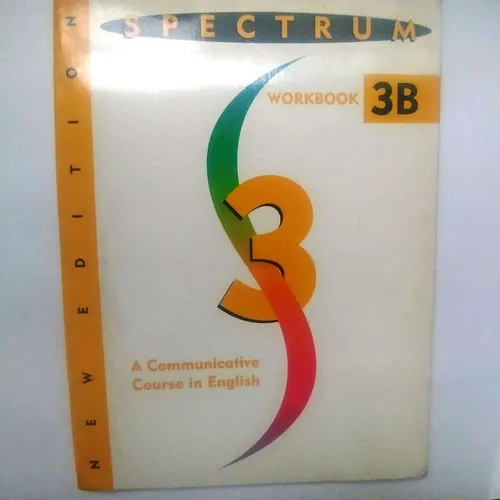 SPECTRUM
WORKBOOK 3B
3
A Communicative
Course in English
NEW EDITION